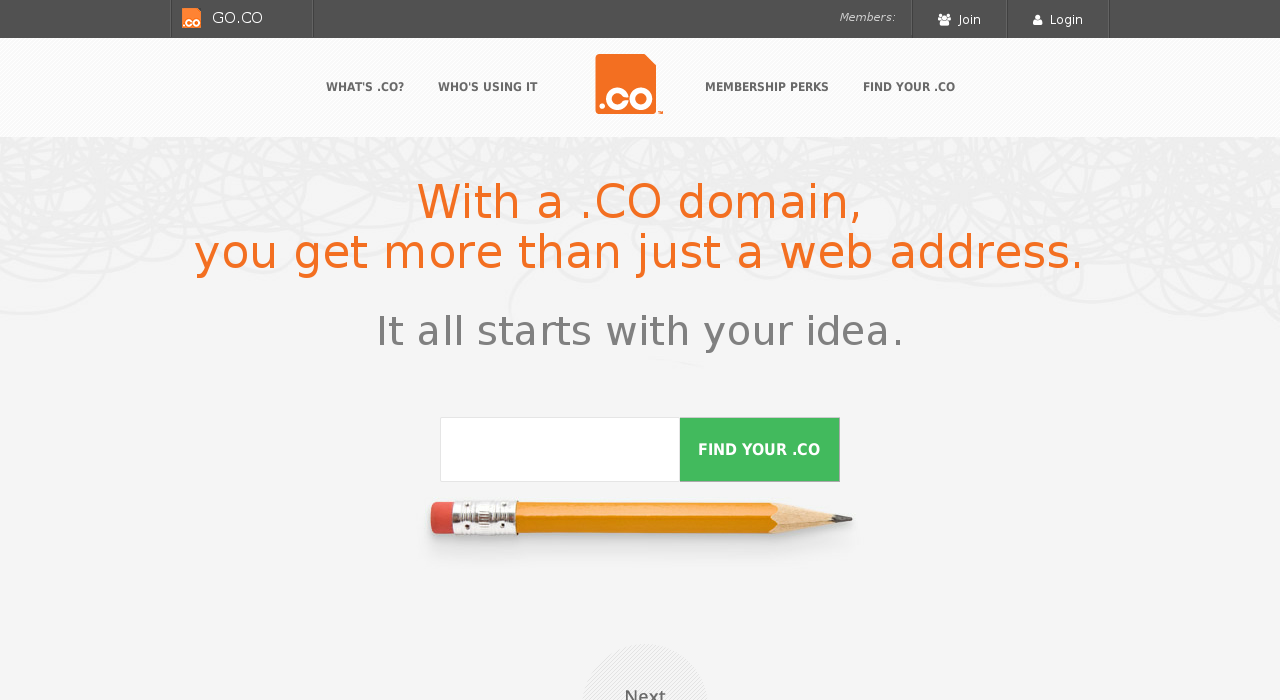 .co GO.CO
Members:
Join
Login
WHAT'S .CO?
WHO'S USING IT
.co ™
MEMBERSHIP PERKS
FIND YOUR .CO
With a .CO domain,
you get more than just a web address.
It all starts with your idea.
FIND YOUR .CO
Next